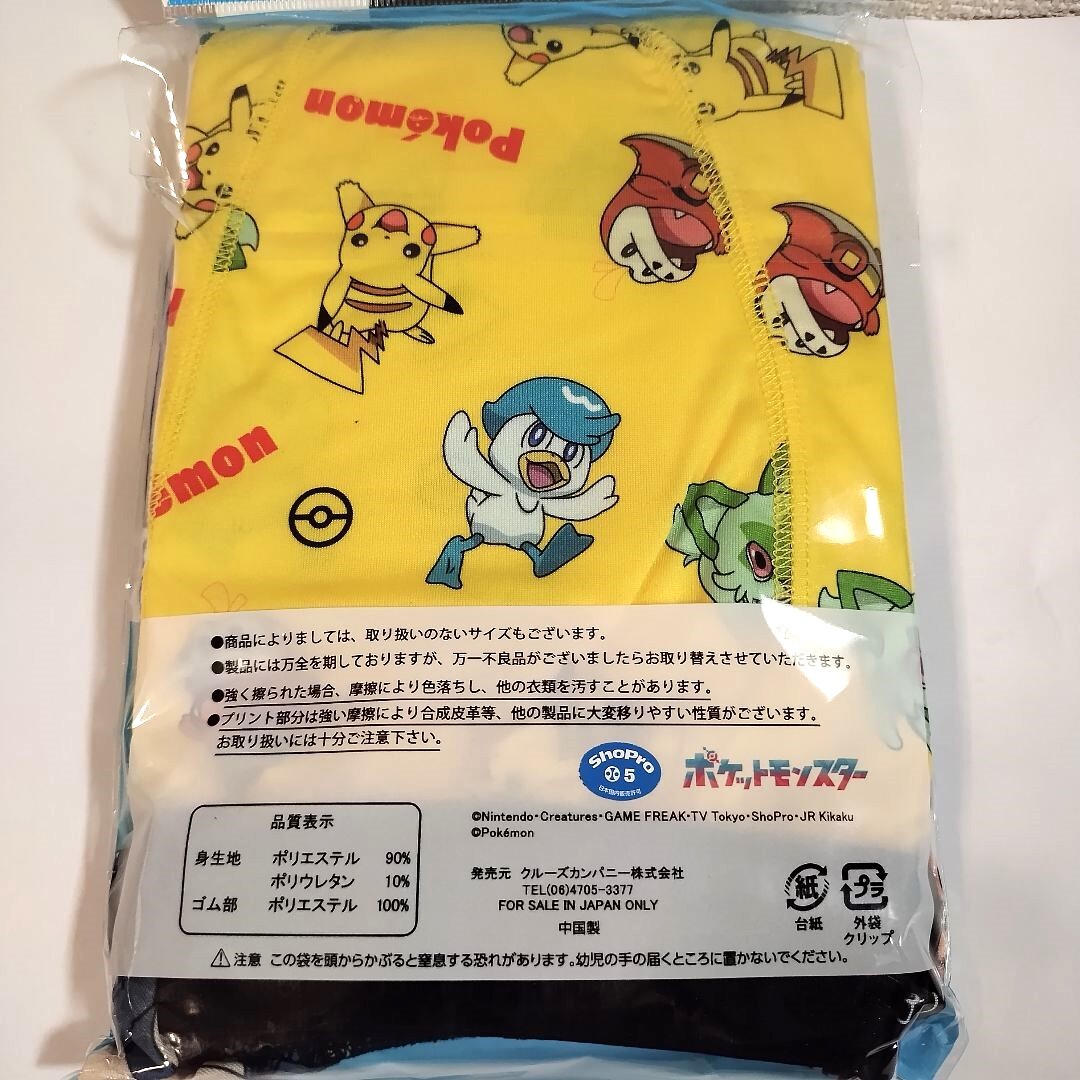 Pokémon
emon
●商品によりましては、取り扱いのないサイズもございます。
●製品には万全を期しておりますが、万一不良品がございましたらお取り替えさせていただきます。
●強く擦られた場合、摩擦により色落ちし、他の衣類を汚すことがあります。
●プリント部分は強い摩擦により合成皮革等、他の製品に大変移りやすい性質がございます。
お取り扱いには十分ご注意下さい。
ShoPro
5
日本国内販売許可
ポケットモンスター
©Nintendo・Creatures・GAME FREAK・TV Tokyo・ShoPro・JR Kikaku
©Pokémon
品質表示
身生地 ポリエステル 90%
ポリウレタン 10%
ゴム部 ポリエステル 100%
発売元 クルーズカンパニー株式会社
TEL(06)4705-3377
FOR SALE IN JAPAN ONLY
中国製
紙
台紙
プラ
外袋
クリップ
⚠注意 この袋を頭からかぶると窒息する恐れがあります。幼児の手の届くところに置かないでください。